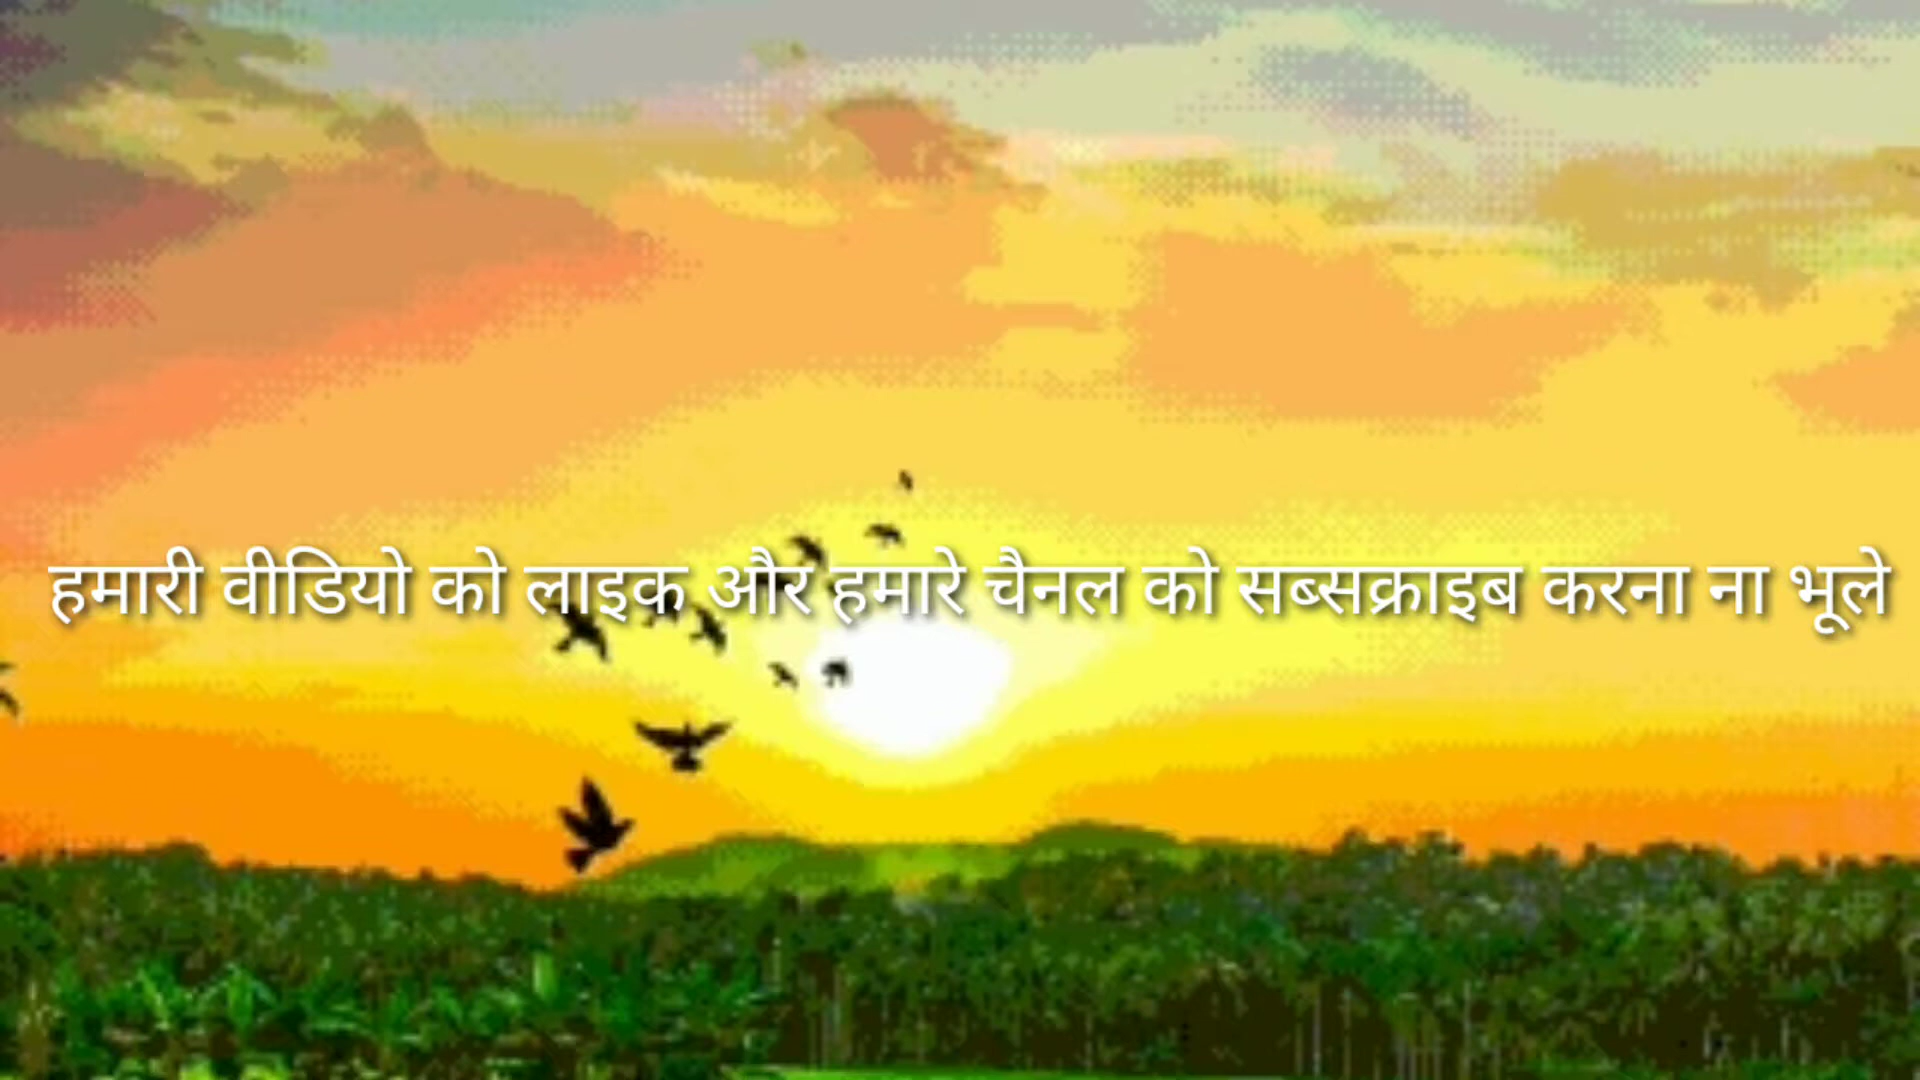 हमारी वीडियो को लाइक और हमारे चैनल को सब्सक्राइब करना ना भूले